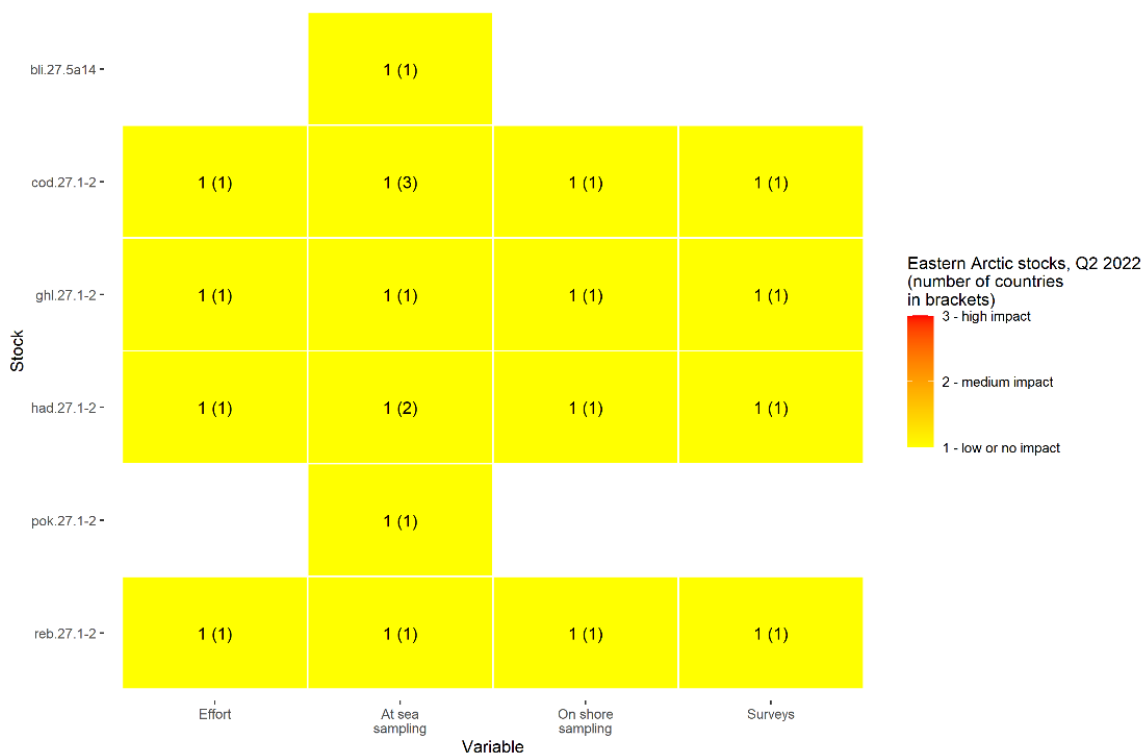 bli.27.5a14
1 (1)
cod.27.1-2
1 (1)
1 (3)
1 (1)
1 (1)
ghl.27.1-2
1 (1)
1 (1)
1 (1)
1 (1)
had.27.1-2
1 (1)
1 (2)
1 (1)
1 (1)
pok.27.1-2
1 (1)
reb.27.1-2
1 (1)
1 (1)
1 (1)
1 (1)
Stock
Effort
At sea
sampling
On shore
sampling
Surveys
Variable
Eastern Arctic stocks, Q2 2022
(number of countries
in brackets)
3 - high impact
2 - medium impact
1 - low or no impact